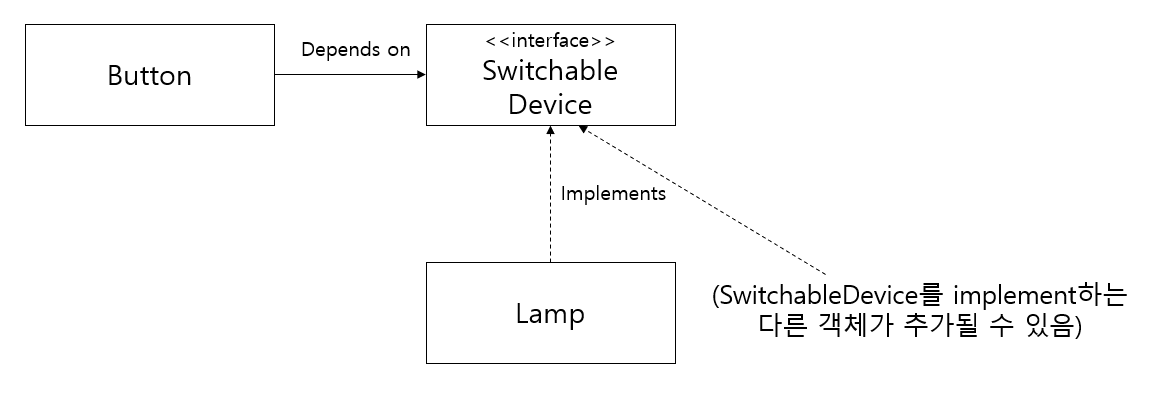 Button
Depends on
<<interface>>
Switchable
Device
Implements
Lamp
(SwitchableDevice를 implement하는
다른 객체가 추가될 수 있음)